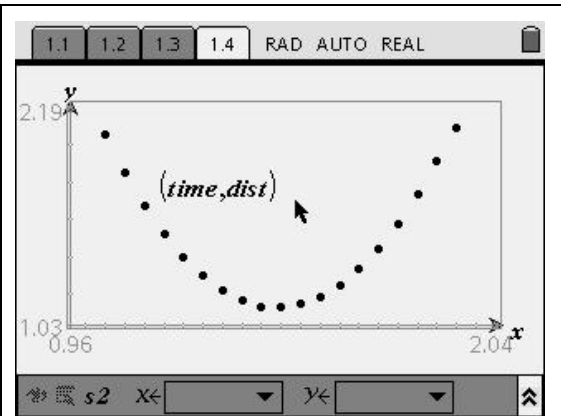 1.1 1.2 1.3 1.4 RAD AUTO REAL
y
2.19
(time,dist)
1.03
x
0.96 2.04
s2 x← y←